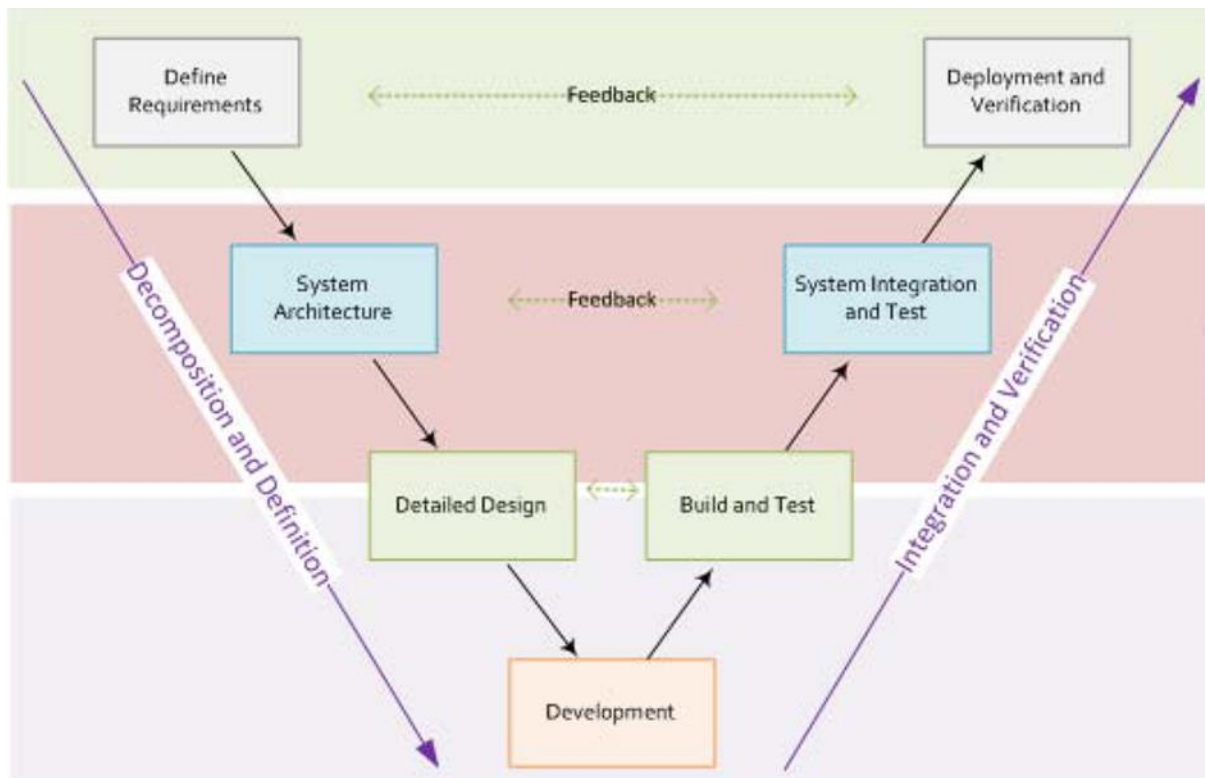 Define
Requirements
Feedback
Deployment and
Verification
System
Architecture
Feedback
System Integration
and Test
Decomposition and Definition
Integration and Verification
Detailed Design
Build and Test
Development